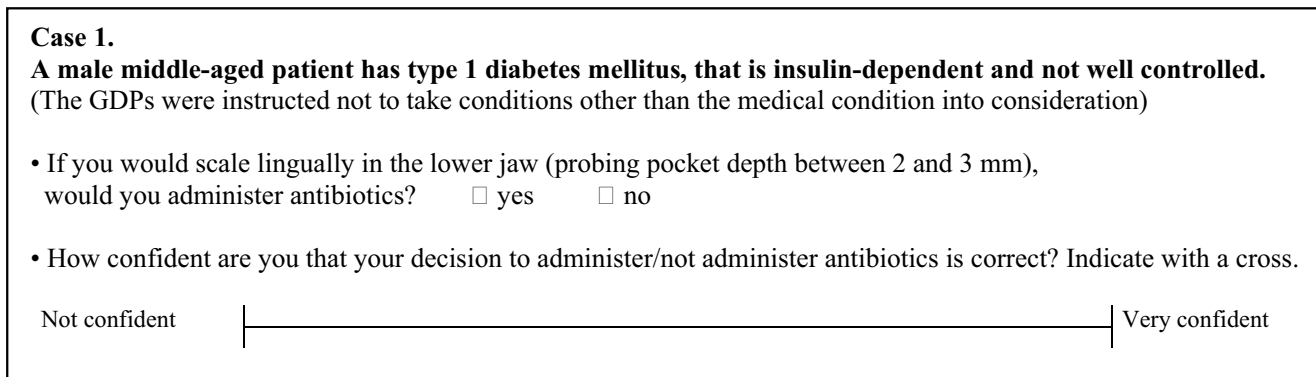 Case 1.
A male middle-aged patient has type 1 diabetes mellitus, that is insulin-dependent and not well controlled.
(The GDPs were instructed not to take conditions other than the medical condition into consideration)
• If you would scale lingually in the lower jaw (probing pocket depth between 2 and 3 mm),
would you administer antibiotics? □ yes □ no
• How confident are you that your decision to administer/not administer antibiotics is correct? Indicate with a cross.
Not confident Very confident